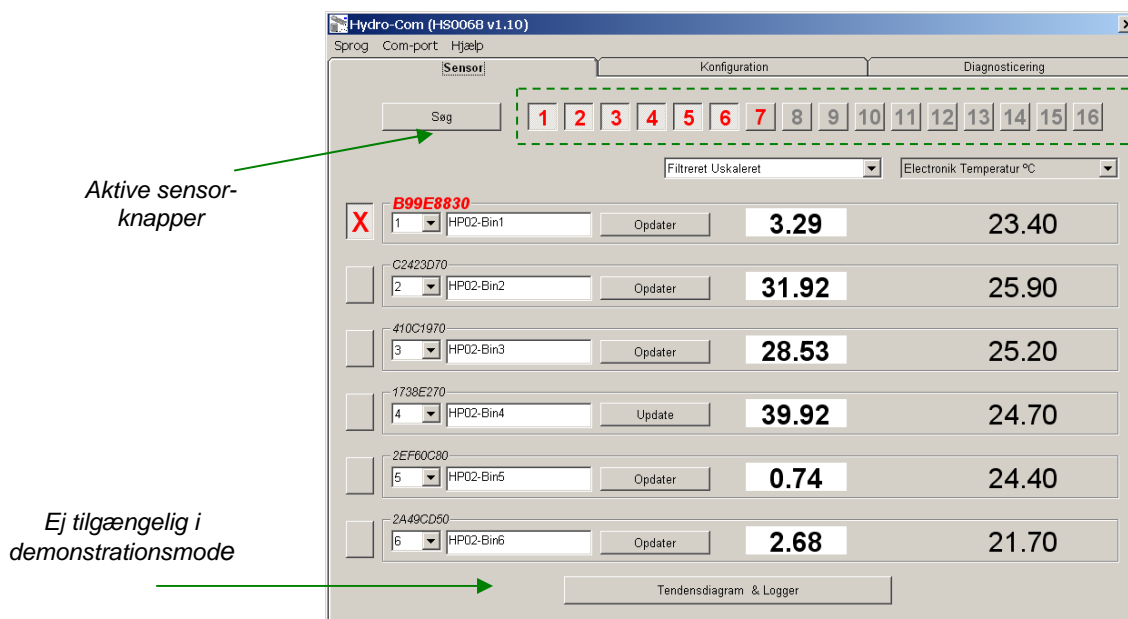 Hydro-Com (HS0068 v1.10)
Sprog Com-port Hjælp
Sensor Konfiguration Diagnosticering
Søg 1 2 3 4 5 6 7 8 9 10 11 12 13 14 15 16
Filtreret Uskaleret Electronik Temperatur ºC
Aktive sensor-
knapper
B99E8830
X 1 HP02-Bin1 Opdater 3.29 23.40
C2423D70
2 HP02-Bin2 Opdater 31.92 25.90
410C1970
3 HP02-Bin3 Opdater 28.53 25.20
1738E270
4 HP02-Bin4 Update 39.92 24.70
2EF60C80
5 HP02-Bin5 Opdater 0.74 24.40
2A49CD50
6 HP02-Bin6 Opdater 2.68 21.70
Ej tilgængelig i
demonstrationsmode
Tendensdiagram & Logger